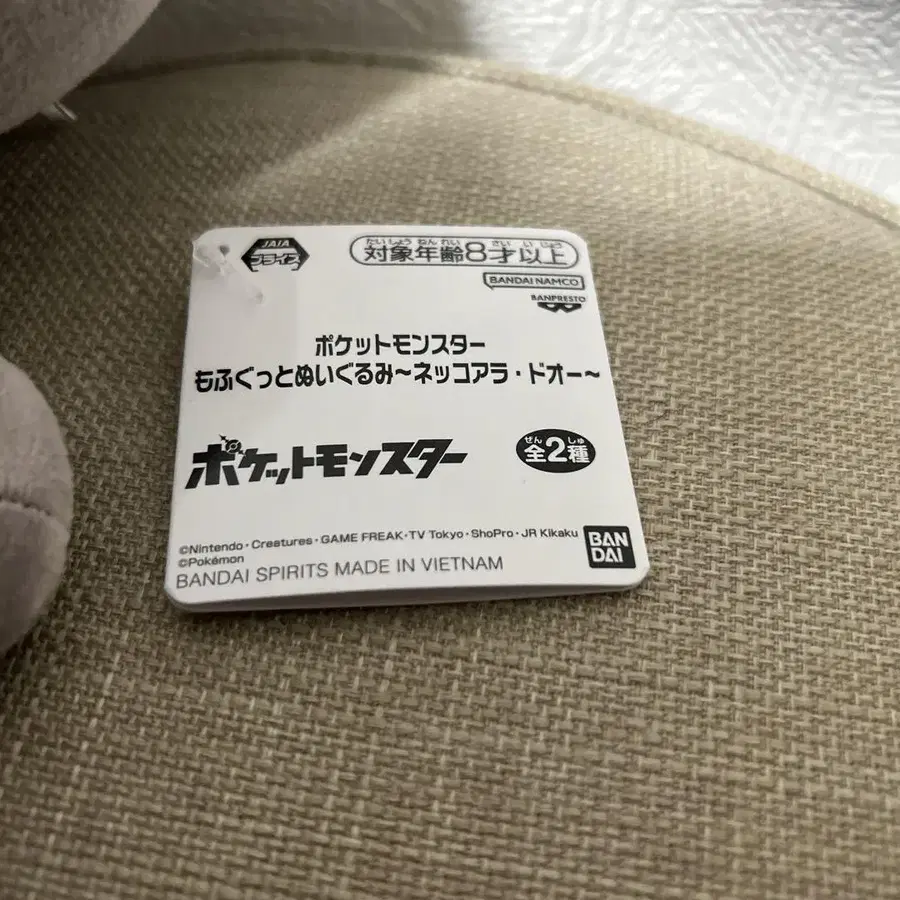 JAIA
プライズ
たいしょうねんれい さいいじょう
対象年齢8才以上
BANDAI NAMCO
BANPRESTO
ポケットモンスター
もふぐっとぬいぐるみ～ネッコアラ・ドオー～
ポケットモンスター
ぜん しゅ
全2種
©Nintendo・Creatures・GAME FREAK・TV Tokyo・ShoPro・JR Kikaku
©Pokémon
BANDAI SPIRITS MADE IN VIETNAM
BAN
DAI